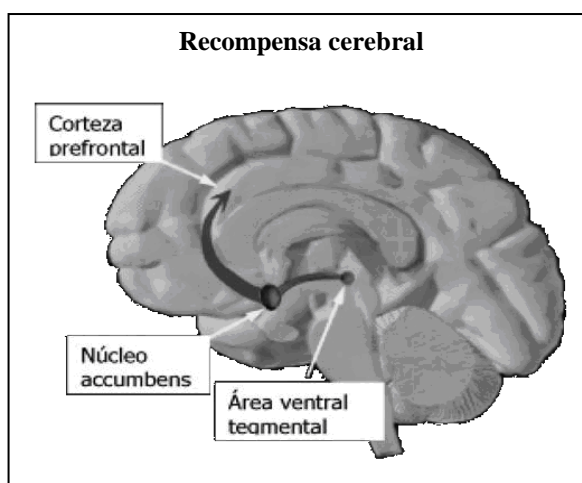 Recompensa cerebral
Corteza
prefrontal
Núcleo
accumbens
Área ventral
tegmental